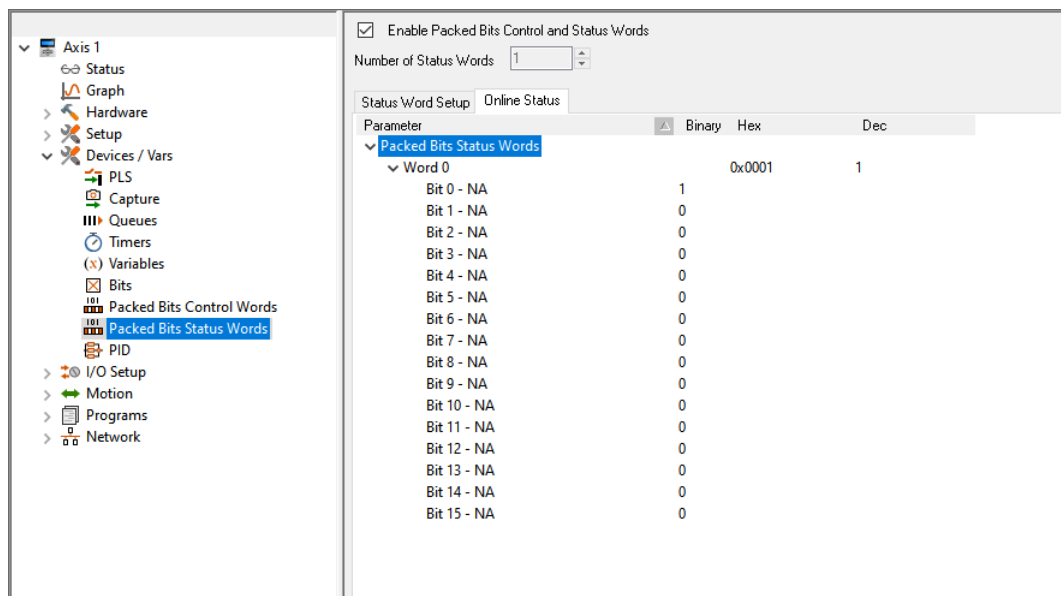 Axis 1
Status
Graph
Hardware
Setup
Devices / Vars
PLS
Capture
Queues
Timers
(x) Variables
Bits
101 Packed Bits Control Words
101 Packed Bits Status Words
PID
I/O Setup
Motion
Programs
Network
Enable Packed Bits Control and Status Words
Number of Status Words 1
Status Word Setup Online Status
Parameter Binary Hex Dec
Packed Bits Status Words
Word 0 0x0001 1
Bit 0 - NA 1
Bit 1 - NA 0
Bit 2 - NA 0
Bit 3 - NA 0
Bit 4 - NA 0
Bit 5 - NA 0
Bit 6 - NA 0
Bit 7 - NA 0
Bit 8 - NA 0
Bit 9 - NA 0
Bit 10 - NA 0
Bit 11 - NA 0
Bit 12 - NA 0
Bit 13 - NA 0
Bit 14 - NA 0
Bit 15 - NA 0